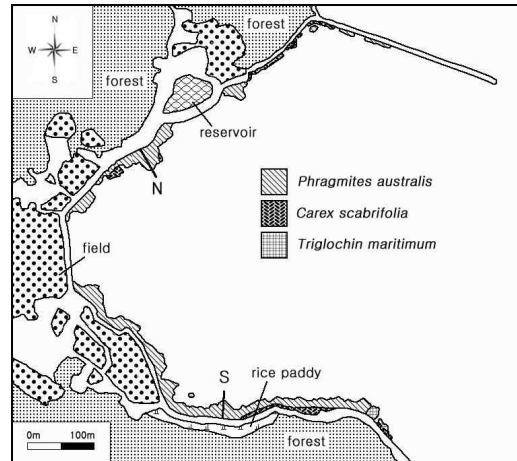 N
W E
S
forest
forest
reservoir
N
Phragmites australis
Carex scabrifolia
Triglochin maritimum
field
S
rice paddy
forest
0m 100m